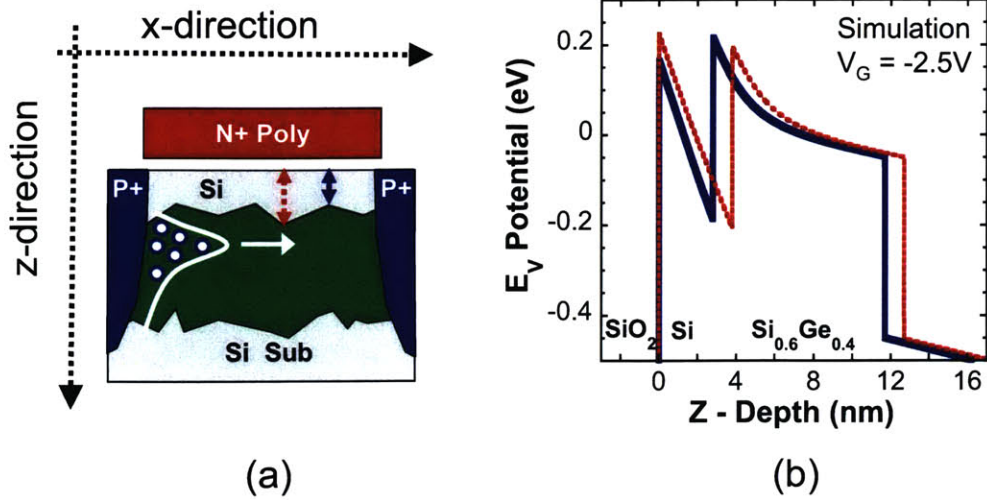 x-direction
z-direction
N+ Poly
P+
Si
P+
Si Sub
(a)
E_V Potential (eV)
0.2
0
-0.2
-0.4
Simulation
V_G = -2.5V
SiO_2
Si
Si_0.6Ge_0.4
0
4
8
12
16
Z - Depth (nm)
(b)